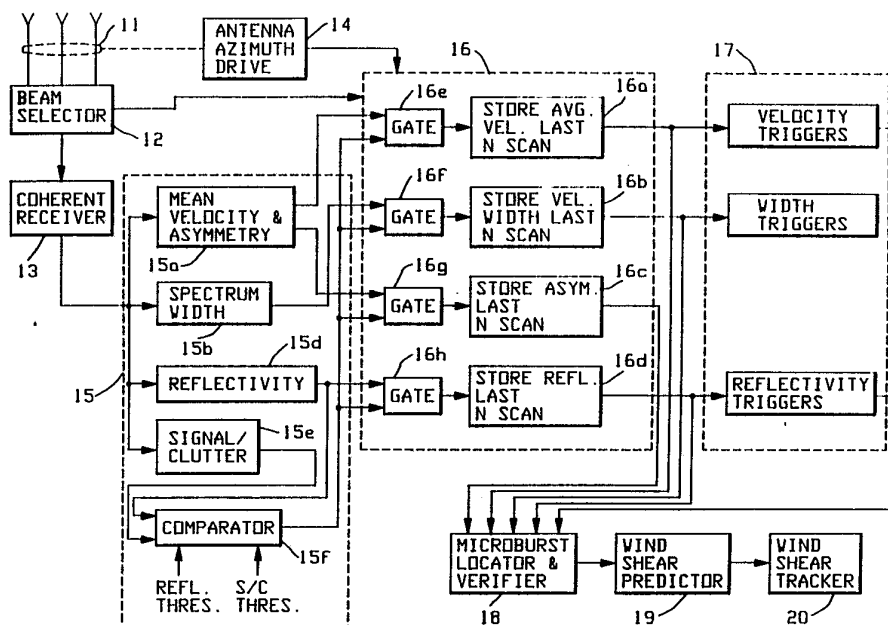 11
ANTENNA
AZIMUTH
DRIVE
14
BEAM
SELECTOR
12
COHERENT
RECEIVER
13
15
MEAN
VELOCITY &
ASYMMETRY
15a
SPECTRUM
WIDTH
15b
15d
REFLECTIVITY
SIGNAL/
CLUTTER
15e
COMPARATOR
15f
REFL.
THRES.
S/C
THRES.
16
16e
GATE
STORE AVG.
VEL. LAST
N SCAN
16a
16f
GATE
STORE VEL.
WIDTH LAST
N SCAN
16b
16g
GATE
STORE ASYM.
LAST
N SCAN
16c
16h
GATE
STORE REFL.
LAST
N SCAN
16d
17
VELOCITY
TRIGGERS
WIDTH
TRIGGERS
REFLECTIVITY
TRIGGERS
MICROBURST
LOCATOR &
VERIFIER
18
WIND
SHEAR
PREDICTOR
19
WIND
SHEAR
TRACKER
20